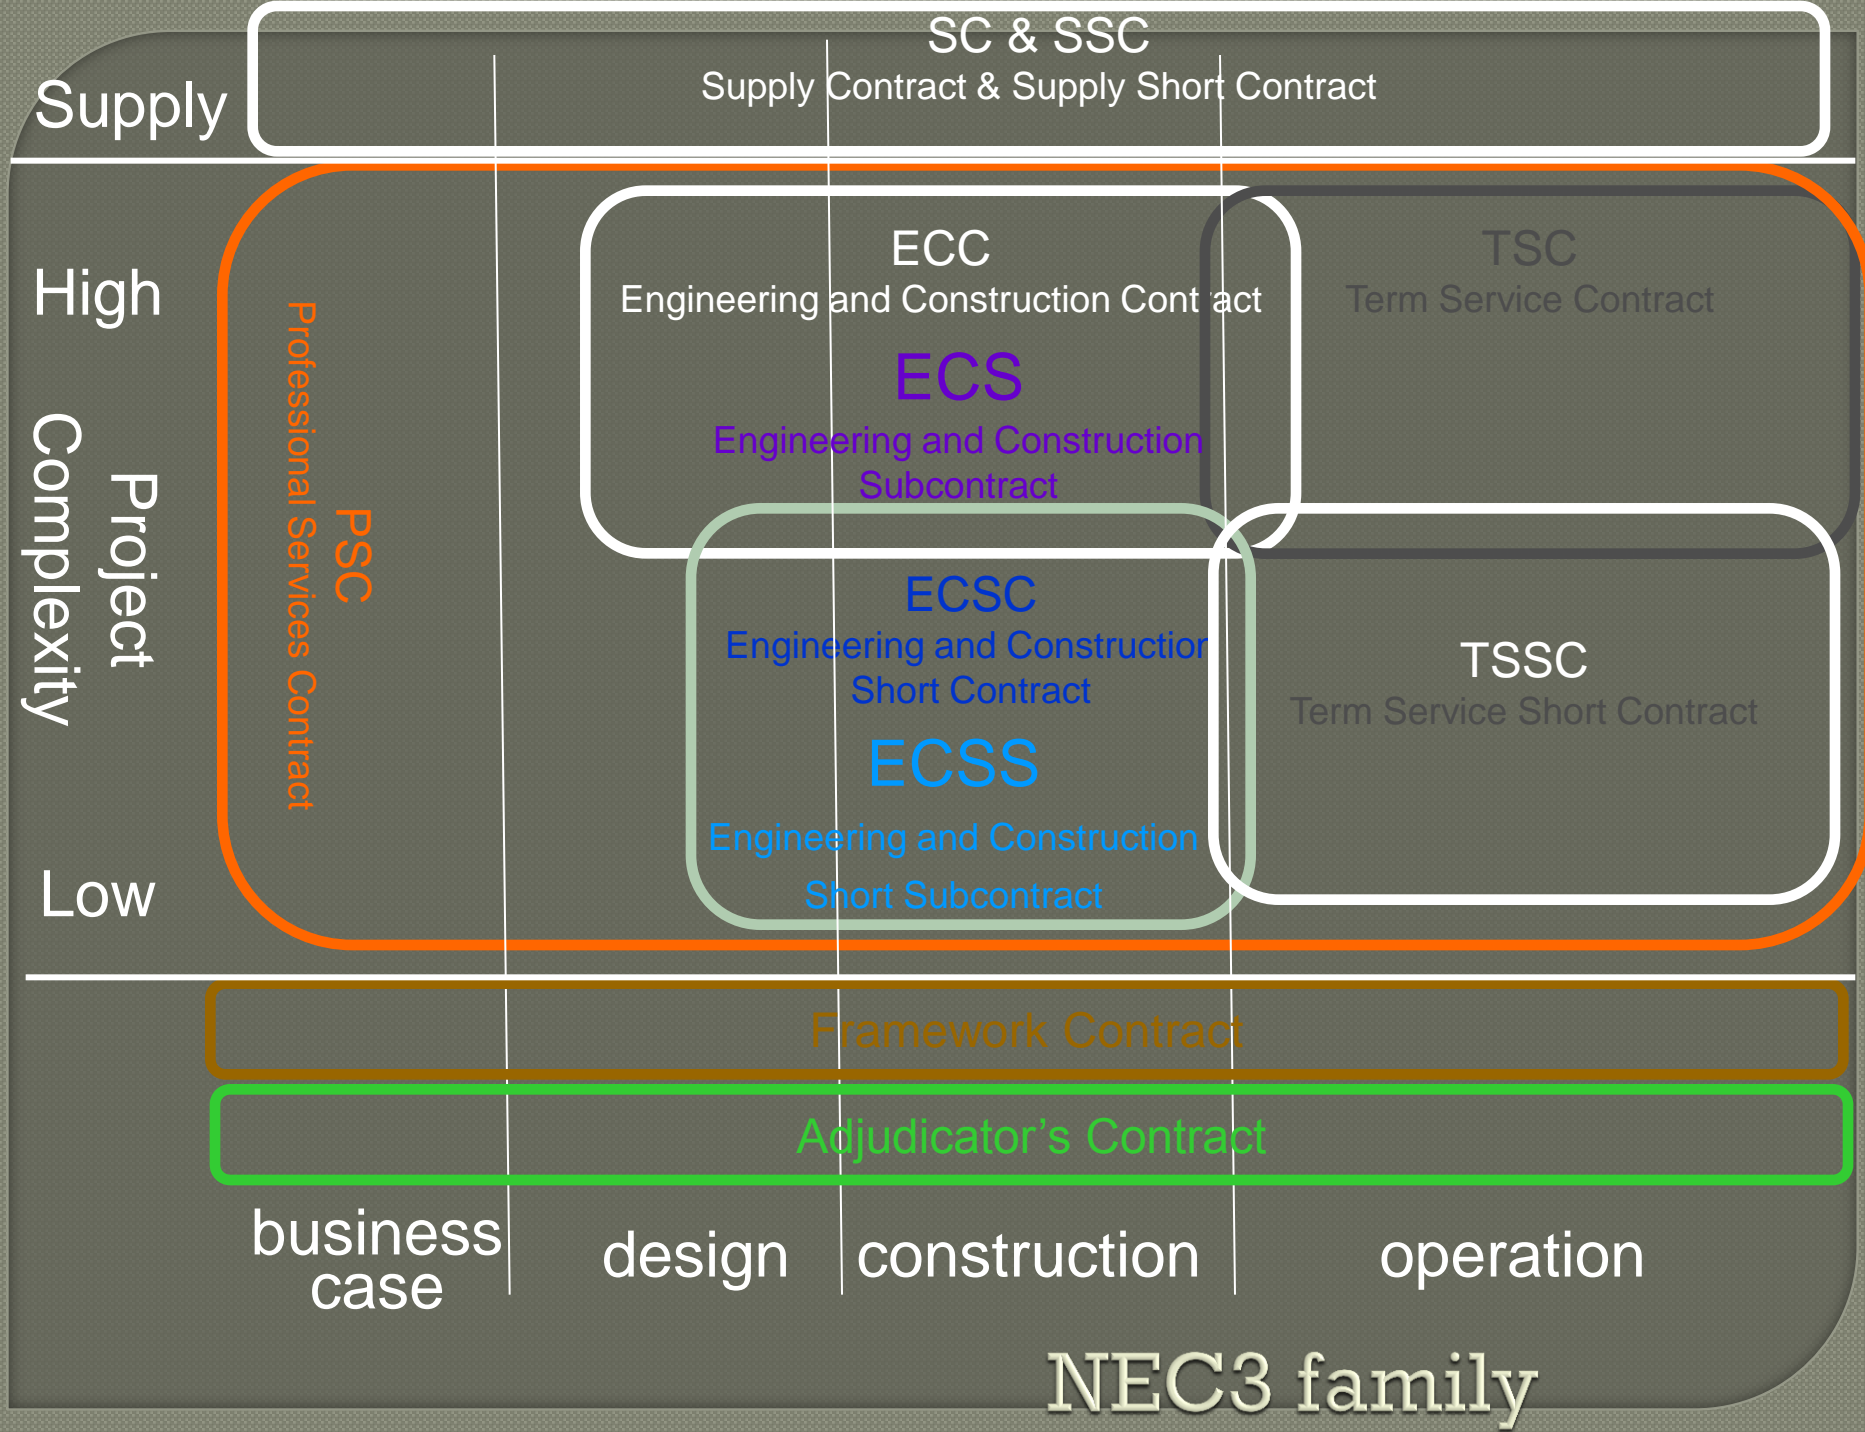 SC & SSC
Supply Contract & Supply Short Contract
Supply
High
Project
Complexity
Low
PSC
Professional Services Contract
ECC
Engineering and Construction Contract
ECS
Engineering and Construction
Subcontract
TSC
Term Service Contract
ECSC
Engineering and Construction
Short Contract
ECSS
Engineering and Construction
Short Subcontract
TSSC
Term Service Short Contract
Framework Contract
Adjudicator’s Contract
business
case
design
construction
operation
NEC3 family